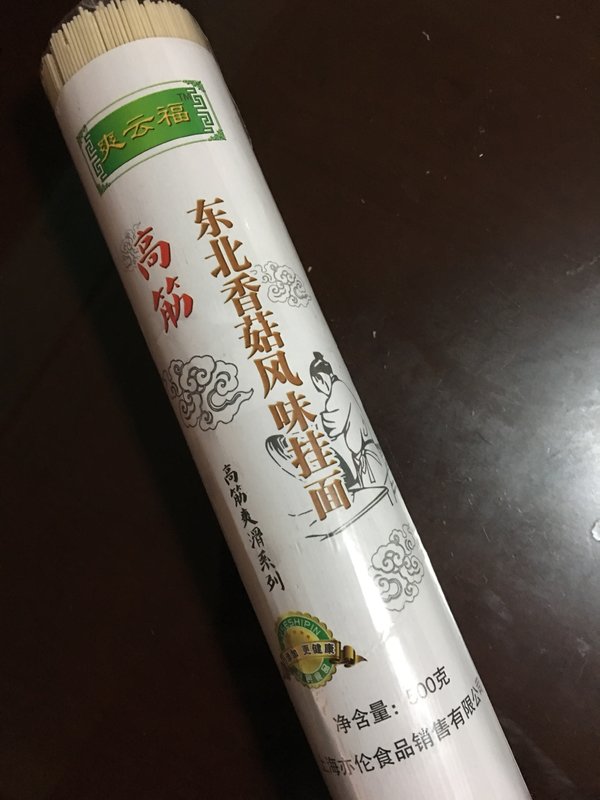 爽云福
TM
高筋
东北香菇风味挂面
高筋爽滑系列
更健康
净含量：500克
上海亦伦食品销售有限公司